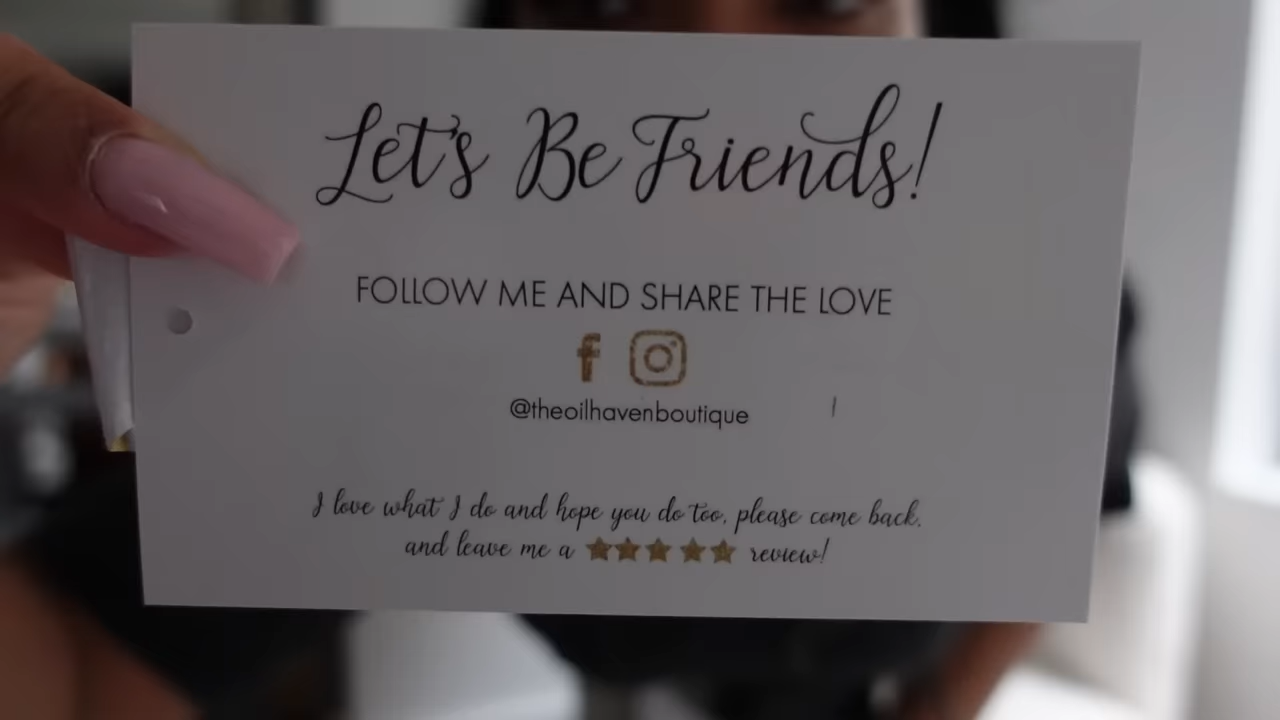 Let's Be Friends!
FOLLOW ME AND SHARE THE LOVE
@theoilhavenboutique
I love what I do and hope you do too, please come back,
and leave me a ★★★★★ review!